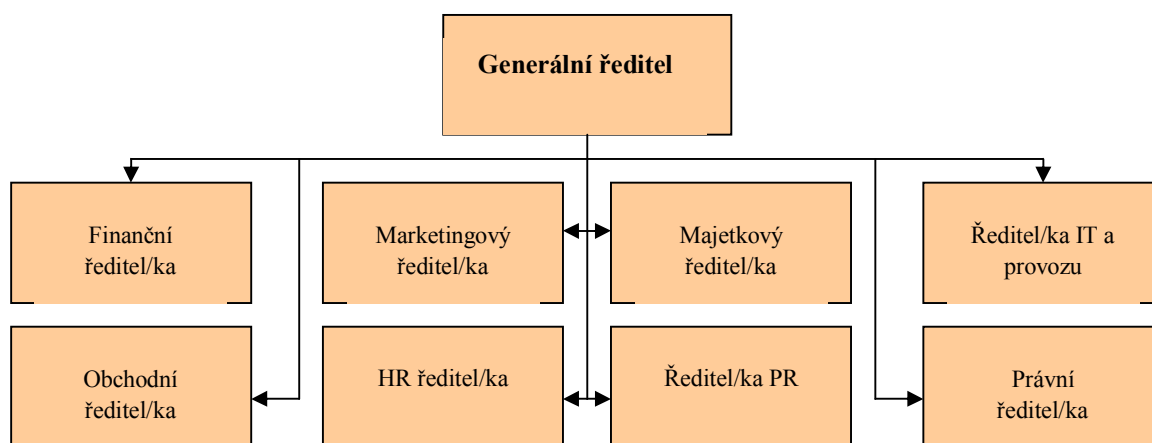 Generální ředitel
Finanční
ředitel/ka
Marketingový
ředitel/ka
Majetkový
ředitel/ka
Ředitel/ka IT a
provozu
Obchodní
ředitel/ka
HR ředitel/ka
Ředitel/ka PR
Právní
ředitel/ka